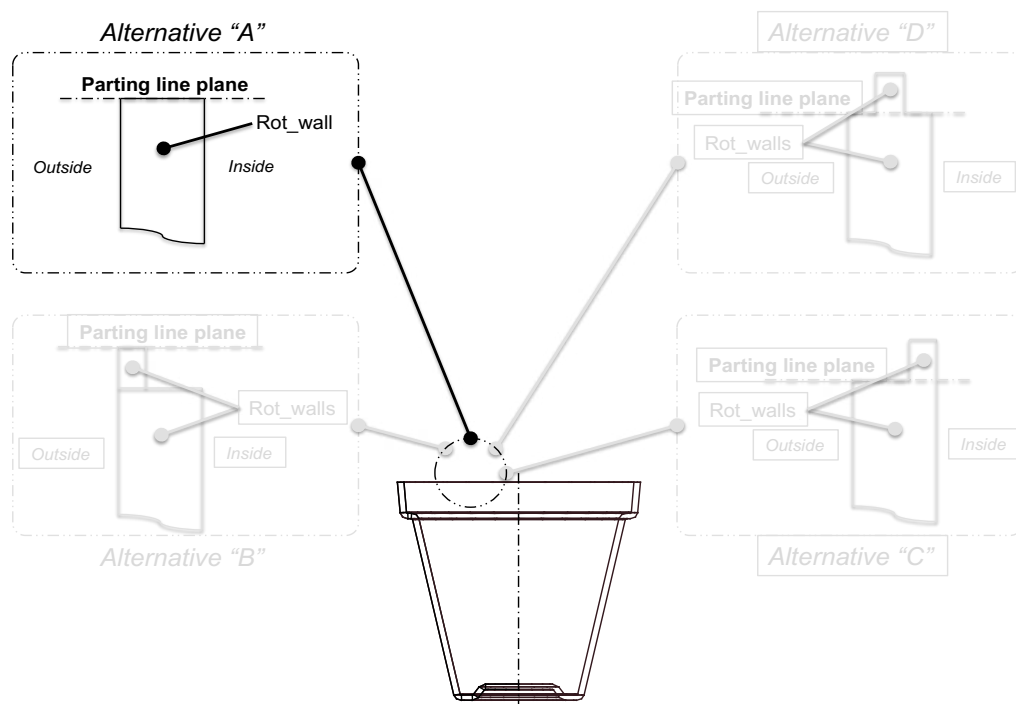 Alternative “A”
Parting line plane
Rot_wall
Outside
Inside
Alternative “D”
Parting line plane
Rot_walls
Outside
Inside
Parting line plane
Rot_walls
Outside
Inside
Alternative “B”
Parting line plane
Rot_walls
Outside
Inside
Alternative “C”